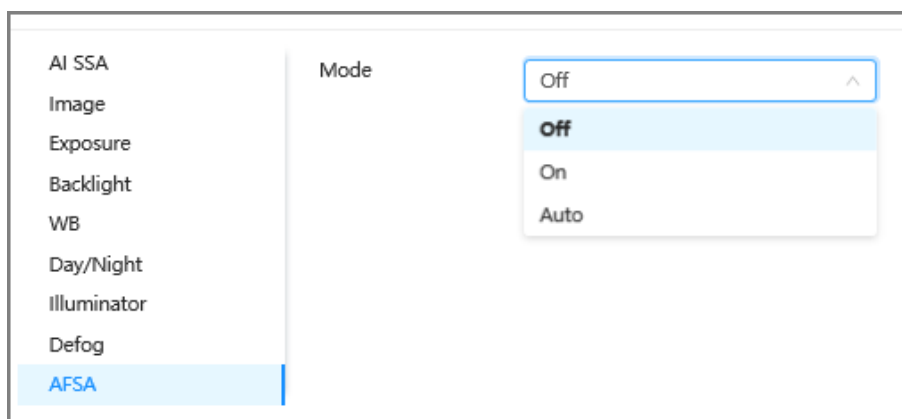 AI SSA
Image
Exposure
Backlight
WB
Day/Night
Illuminator
Defog
AFSA
Mode
Off
Off
On
Auto